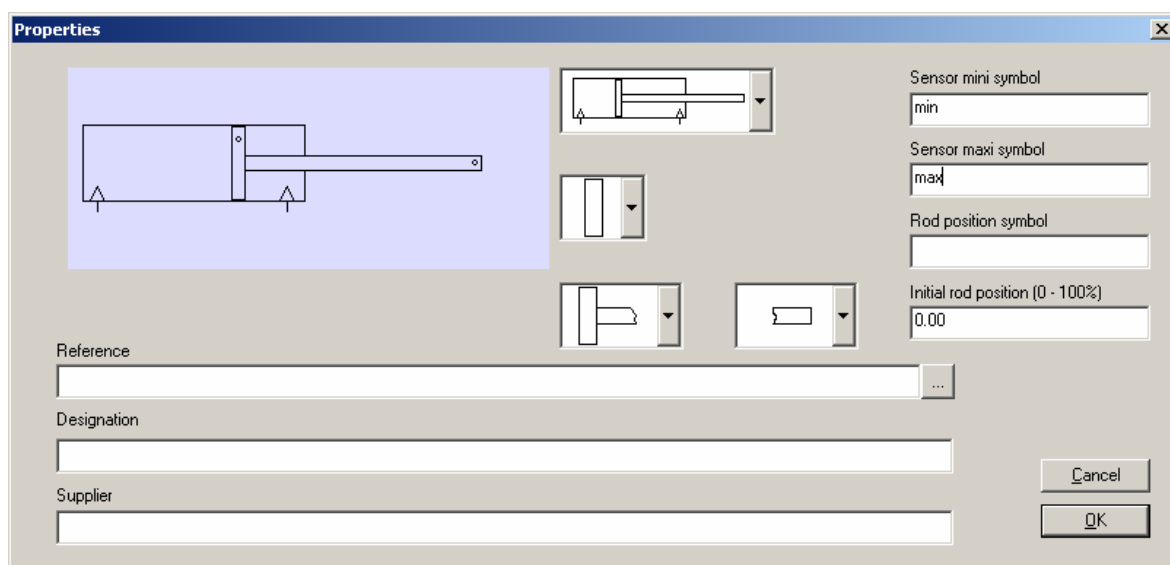 Properties
Sensor mini symbol
min
Sensor maxi symbol
max
Rod position symbol
Initial rod position (0 - 100%)
0.00
Reference
...
Designation
Supplier
Cancel
OK